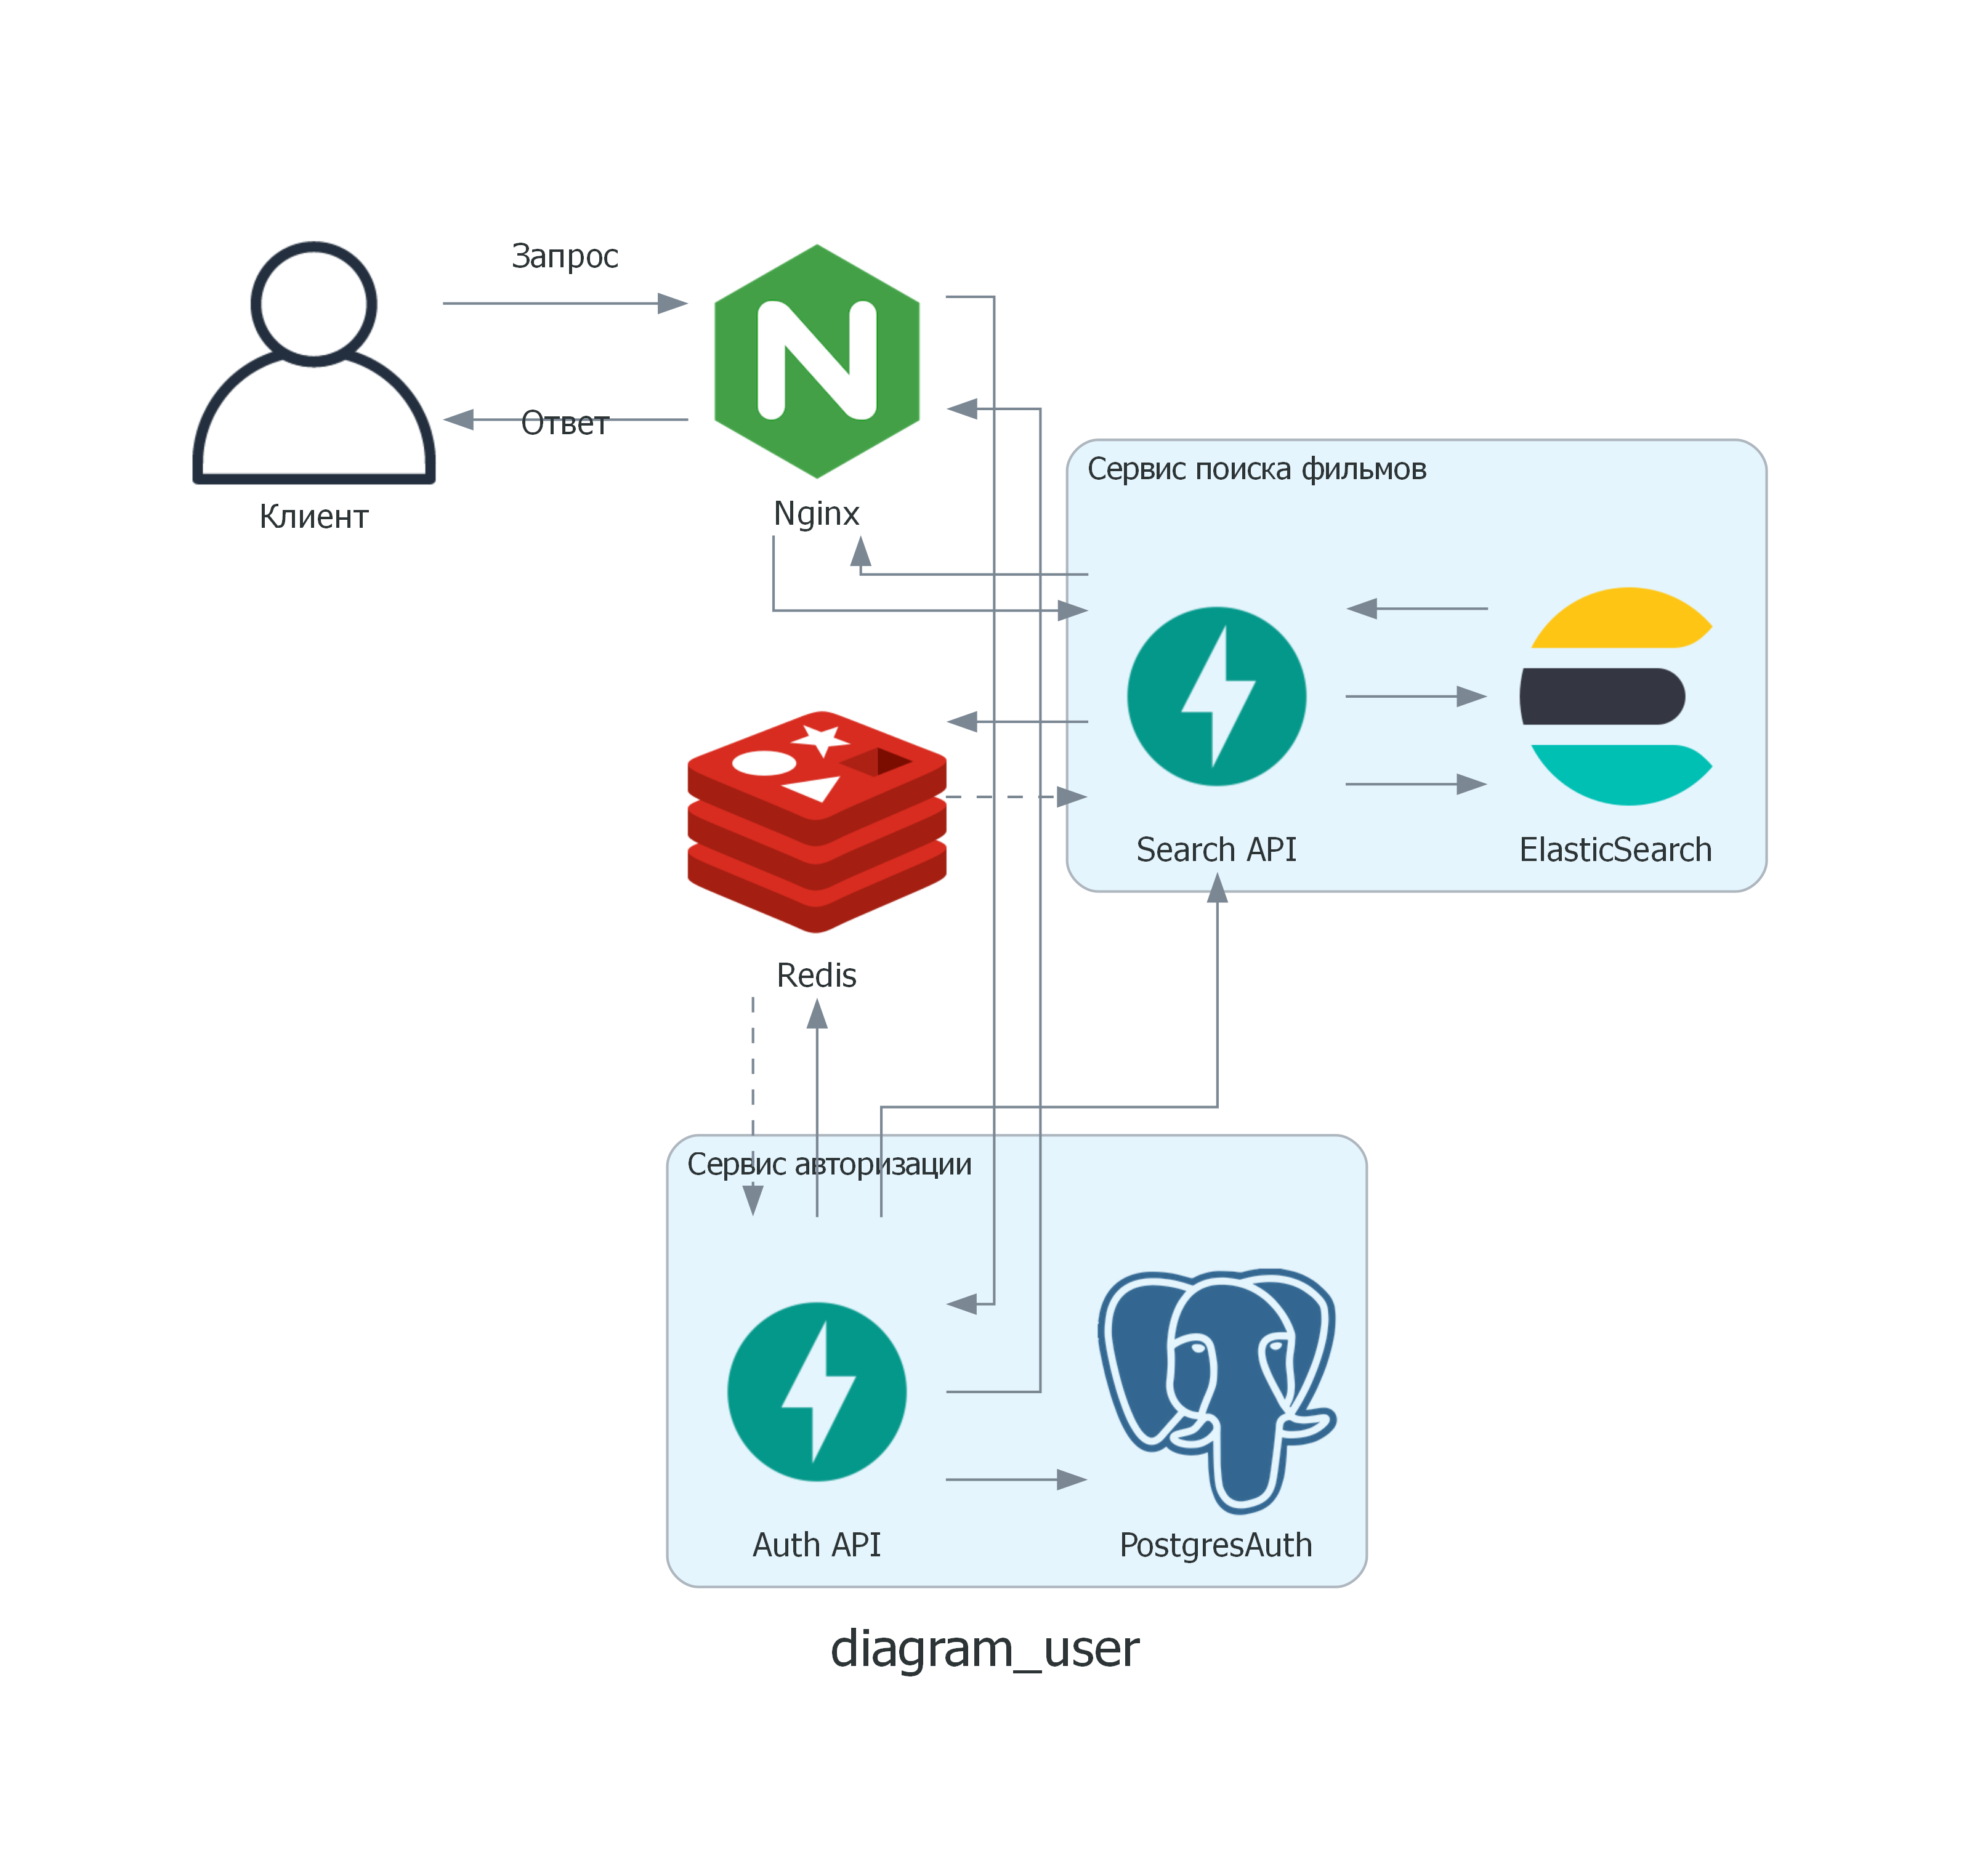 Запрос
Ответ
Клиент
Nginx
Сервис поиска фильмов
Search API
ElasticSearch
Redis
Сервис авторизации
Auth API
PostgresAuth
diagram_user